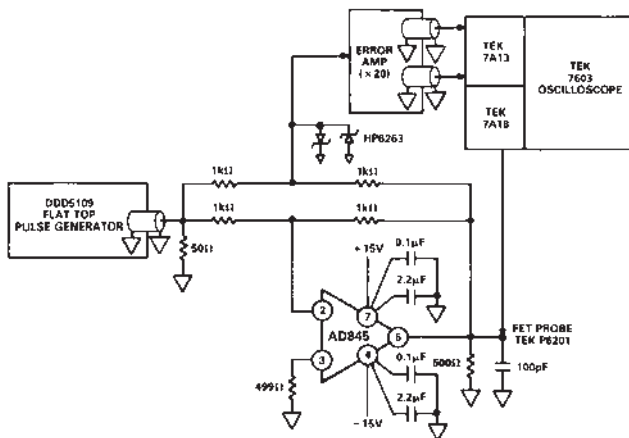 ERROR
AMP
(×20)
TEK
7A13
TEK
7603
OSCILLOSCOPE
TEK
7A18
HP6263
1kΩ
1kΩ
DDD5109
FLAT TOP
PULSE GENERATOR
1kΩ
1kΩ
50Ω
+15V
0.1μF
2.2μF
2
7
AD845
6
3
4
FET PROBE
TEK P6201
0.1μF
500Ω
100pF
499Ω
2.2μF
−15V